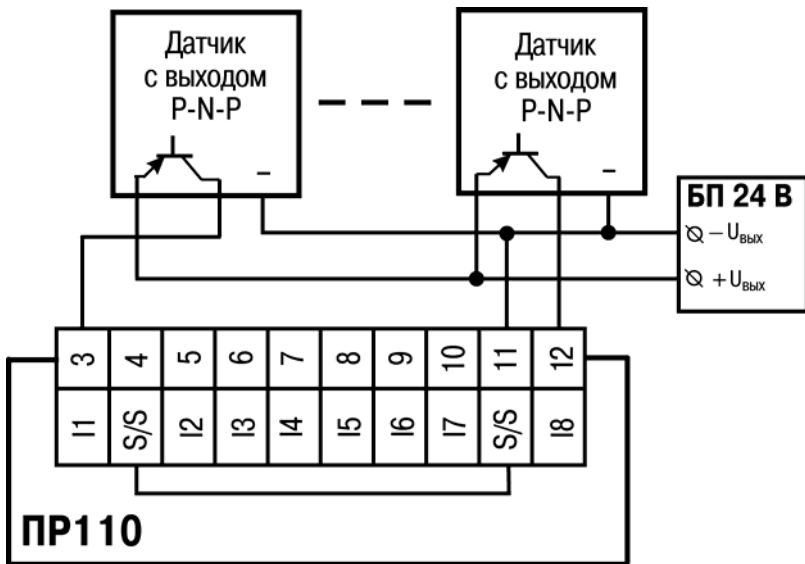 Датчик
с выходом
P-N-P
–
Датчик
с выходом
P-N-P
–
БП 24 В
– Uвых
+Uвых
3 4 5 6 7 8 9 10 11 12
I1 S/S I2 I3 I4 I5 I6 I7 S/S I8
ПР110